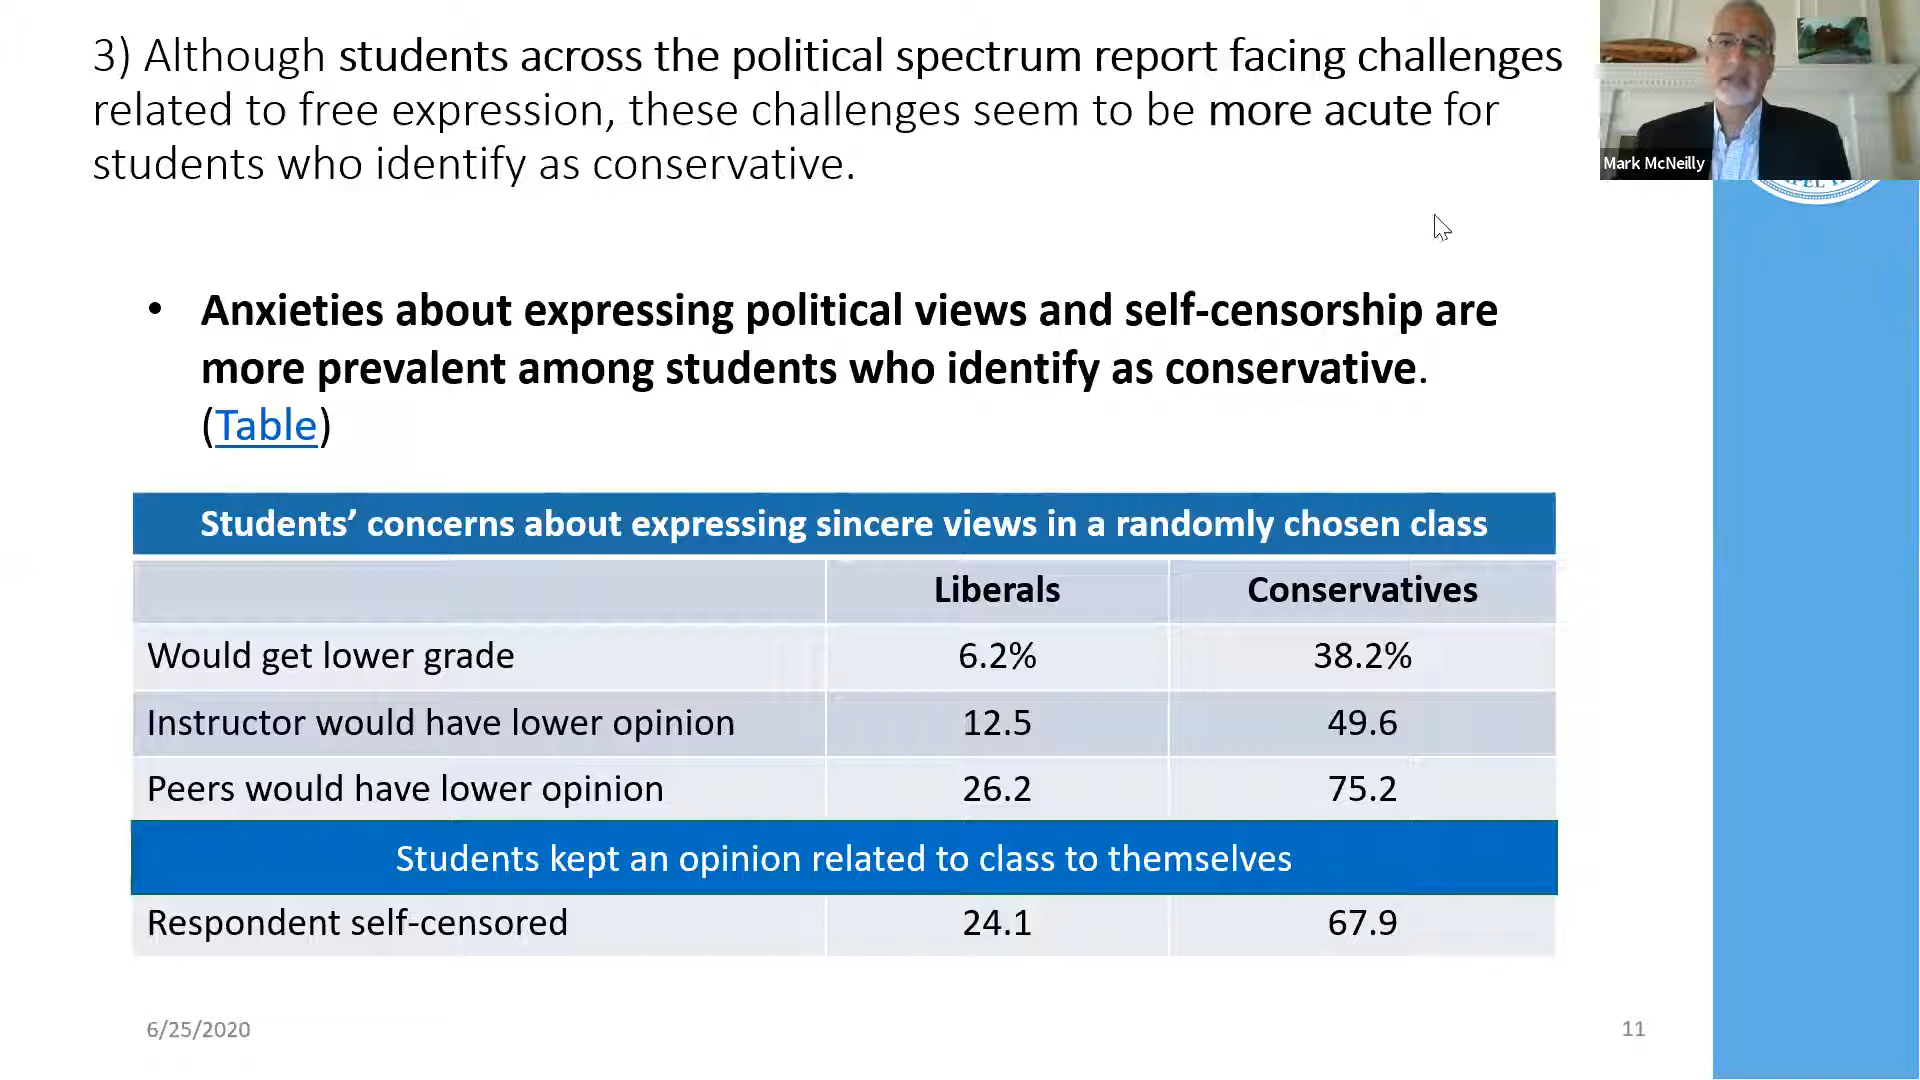 3) Although students across the political spectrum report facing challenges
related to free expression, these challenges seem to be more acute for
students who identify as conservative.
Mark McNeilly
• Anxieties about expressing political views and self-censorship are
more prevalent among students who identify as conservative.
(Table)
Students’ concerns about expressing sincere views in a randomly chosen class
Liberals Conservatives
Would get lower grade 6.2% 38.2%
Instructor would have lower opinion 12.5 49.6
Peers would have lower opinion 26.2 75.2
Students kept an opinion related to class to themselves
Respondent self-censored 24.1 67.9
6/25/2020 11